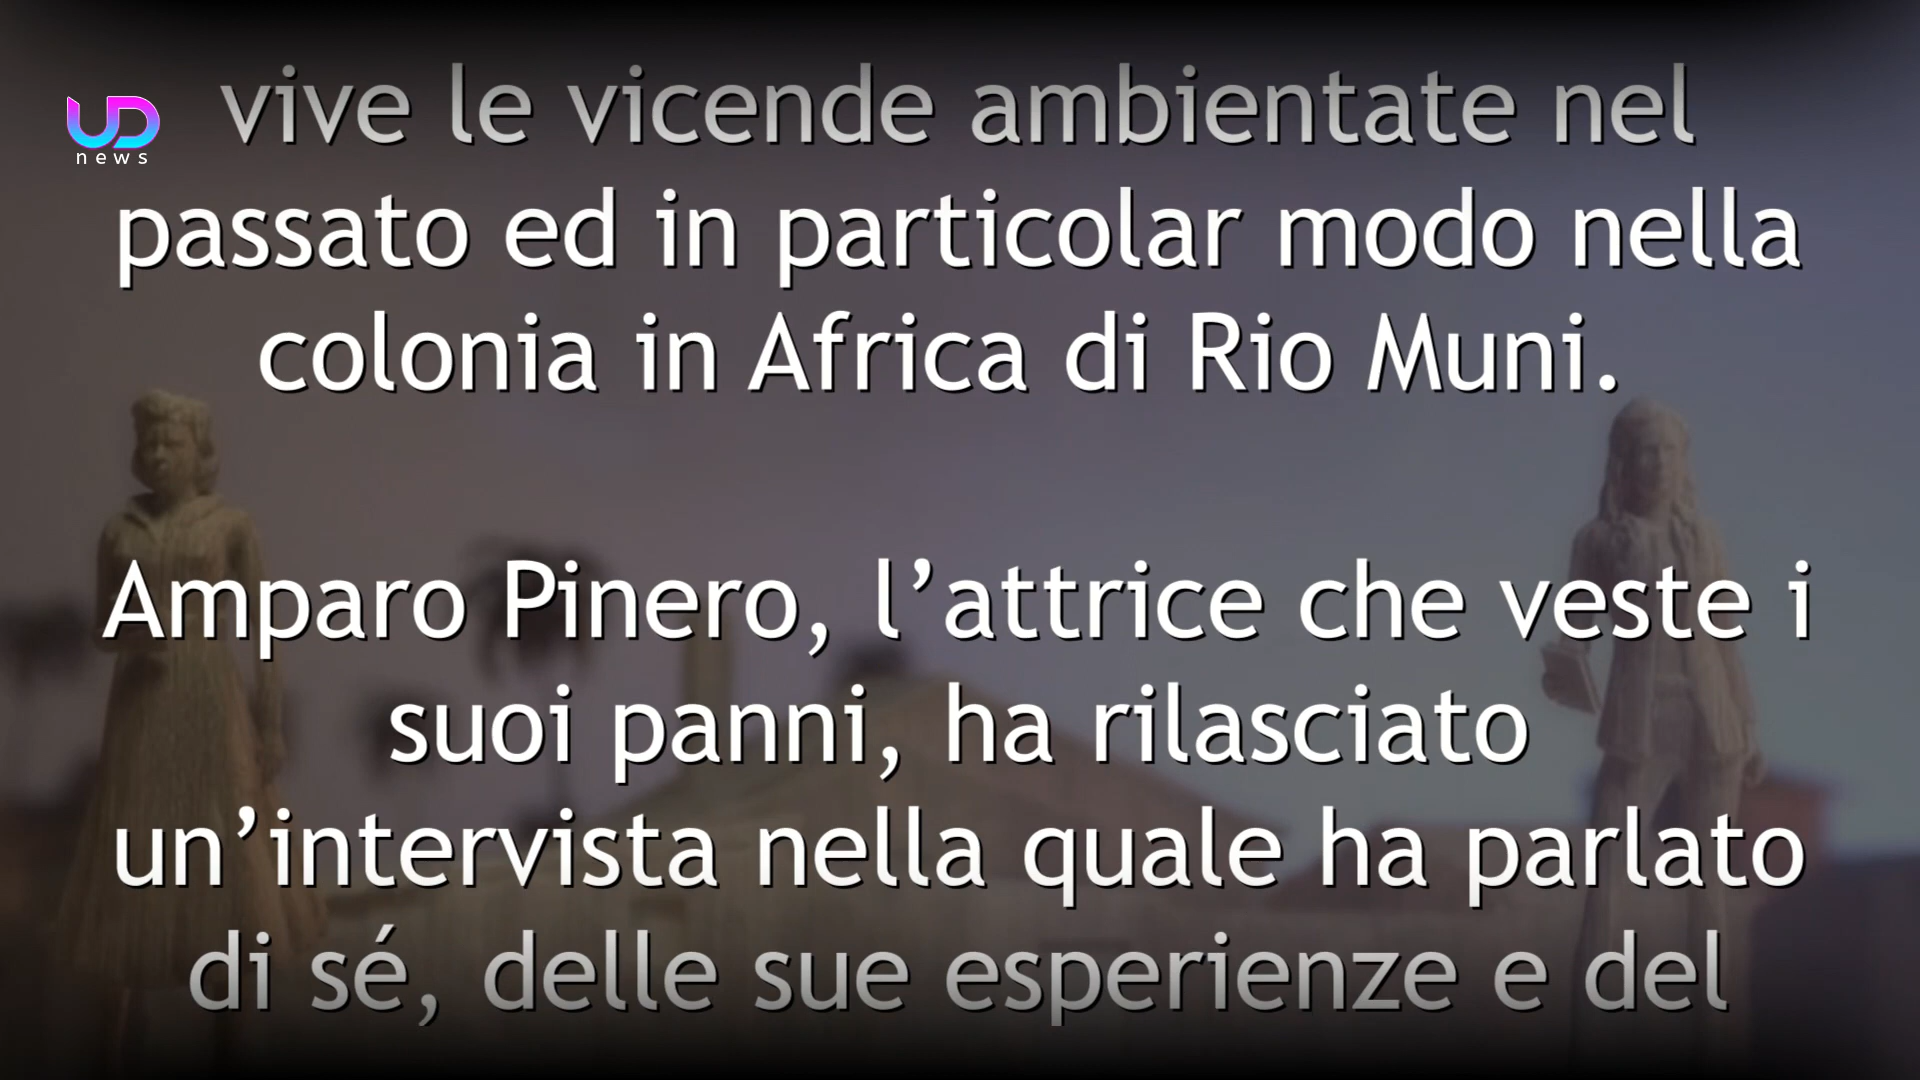 UD
news
vive le vicende ambientate nel
passato ed in particolar modo nella
colonia in Africa di Rio Muni.
Amparo Pinero, l’attrice che veste i
suoi panni, ha rilasciato
un’intervista nella quale ha parlato
di sé, delle sue esperienze e del